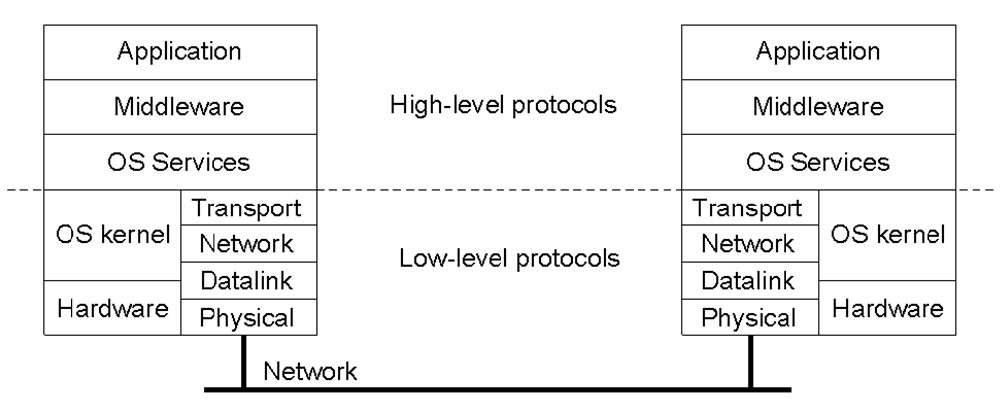 Application
Middleware
OS Services
OS kernel
Hardware
Transport
Network
Datalink
Physical
High-level protocols
Low-level protocols
Application
Middleware
OS Services
Transport
Network
Datalink
Physical
OS kernel
Hardware
Network